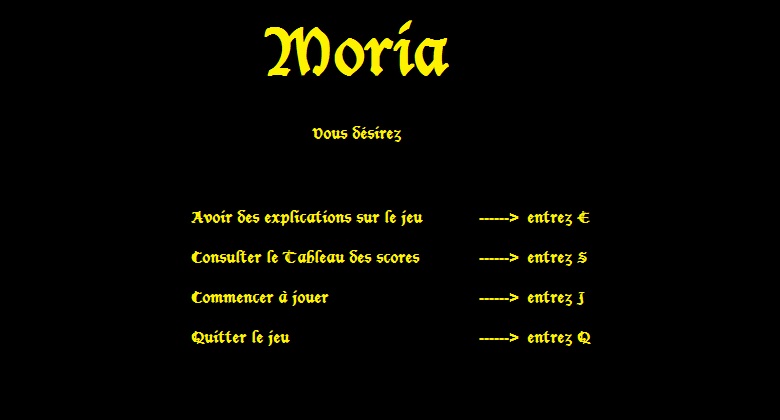 Moria
Vous désirez
Avoir des explications sur le jeu ------> entrez E
Consulter le Tableau des scores ------> entrez S
Commencer à jouer ------> entrez J
Quitter le jeu ------> entrez Q